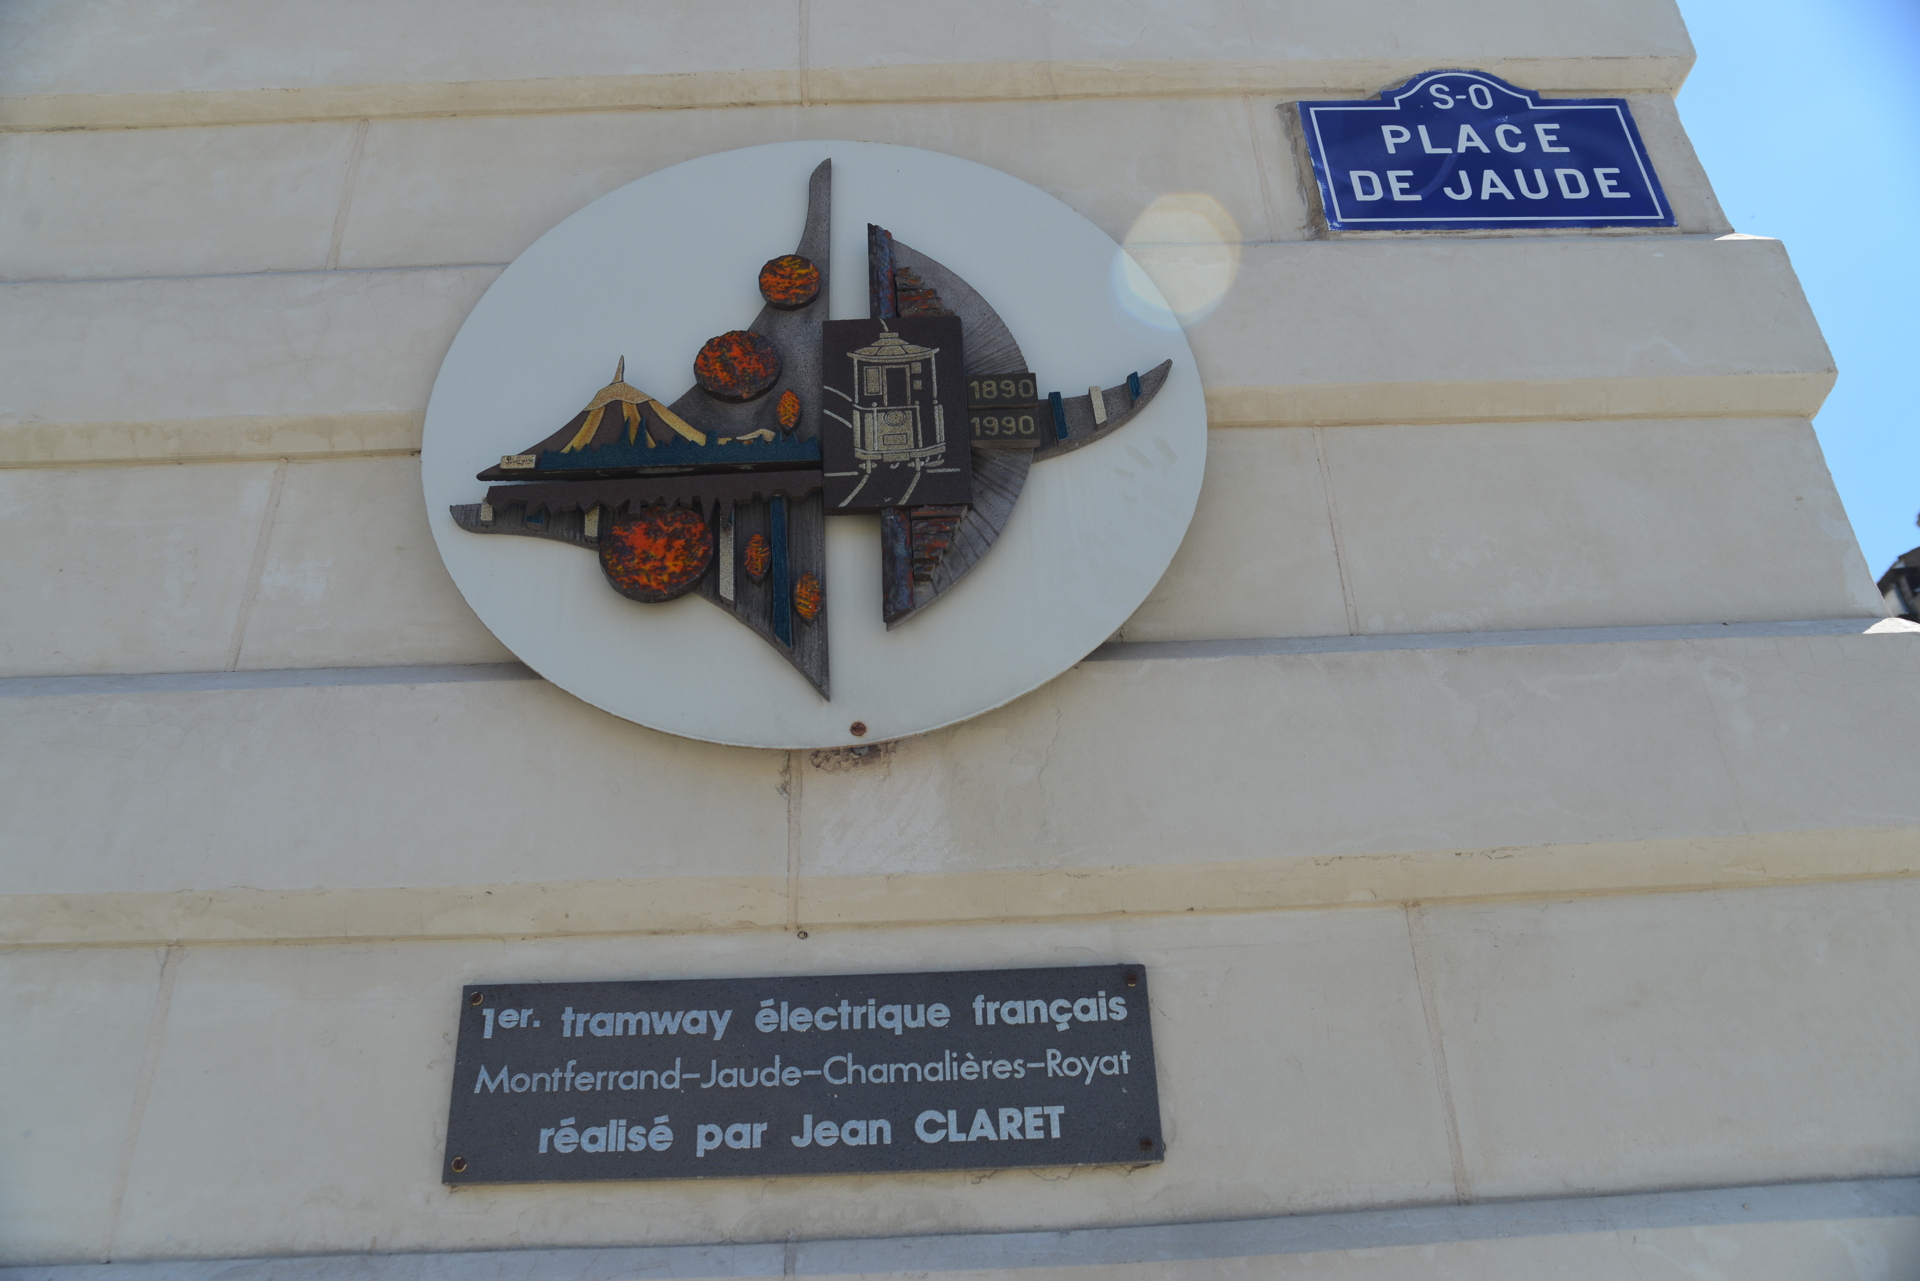 S-O
PLACE
DE JAUDE
1890
1990
1er. tramway électrique français
Montferrand-Jaude-Chamalières-Royat
réalisé par Jean CLARET